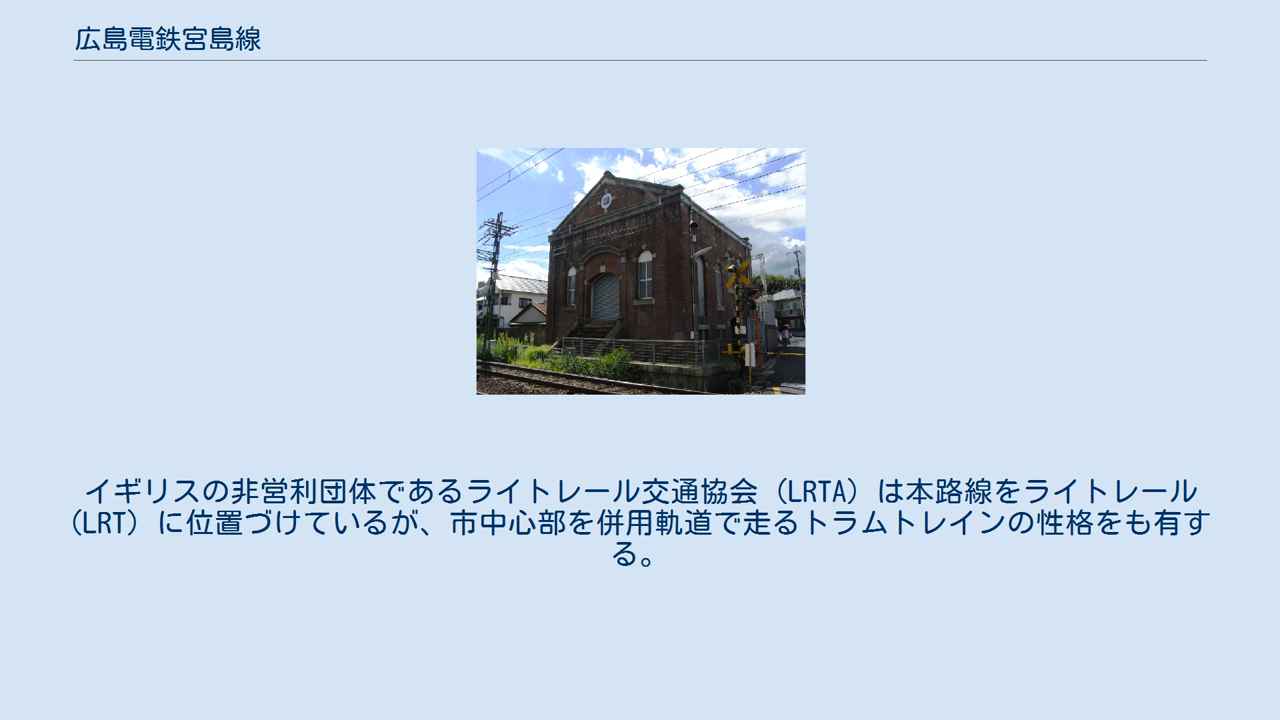 広島電鉄宮島線
イギリスの非営利団体であるライトレール交通協会（LRTA）は本路線をライトレール
（LRT）に位置づけているが、市中心部を併用軌道で走るトラムトレインの性格をも有す
る。